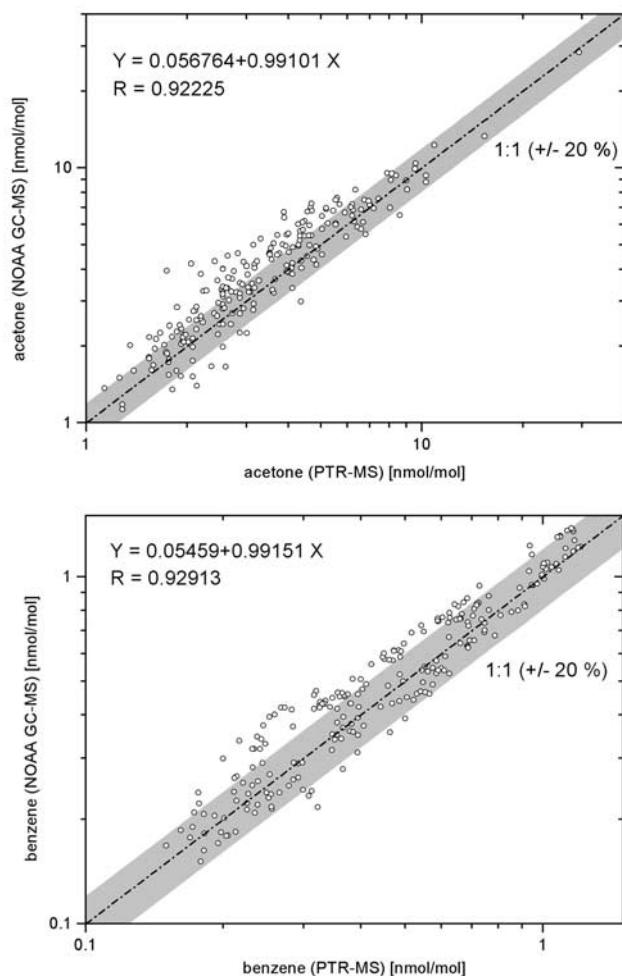 Y = 0.056764+0.99101 X
R = 0.92225
1:1 (+/- 20 %)
10
1
acetone (NOAA GC-MS) [nmol/mol]
1
10
acetone (PTR-MS) [nmol/mol]
Y = 0.05459+0.99151 X
R = 0.92913
1
1:1 (+/- 20 %)
0.1
benzene (NOAA GC-MS) [nmol/mol]
0.1
1
benzene (PTR-MS) [nmol/mol]